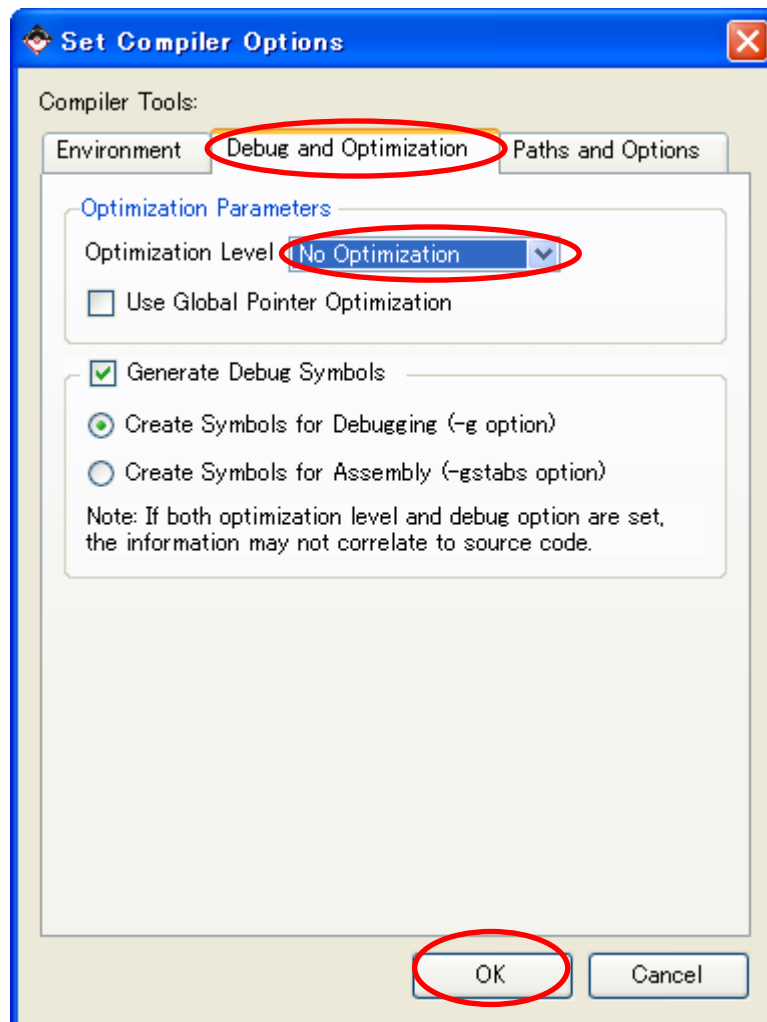 Set Compiler Options
Compiler Tools:
Environment Debug and Optimization Paths and Options
Optimization Parameters
Optimization Level No Optimization
Use Global Pointer Optimization
Generate Debug Symbols
Create Symbols for Debugging (-g option)
Create Symbols for Assembly (-gstabs option)
Note: If both optimization level and debug option are set,
the information may not correlate to source code.
OK Cancel